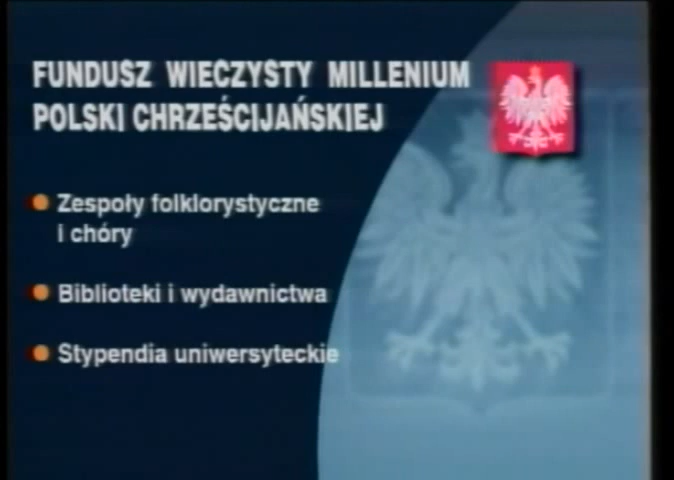 FUNDUSZ WIECZYSTY MILLENIUM
POLSKI CHRZEŚCIJAŃSKIEJ
Zespoły folklorystyczne
i chóry
Biblioteki i wydawnictwa
Stypendia uniwersyteckie